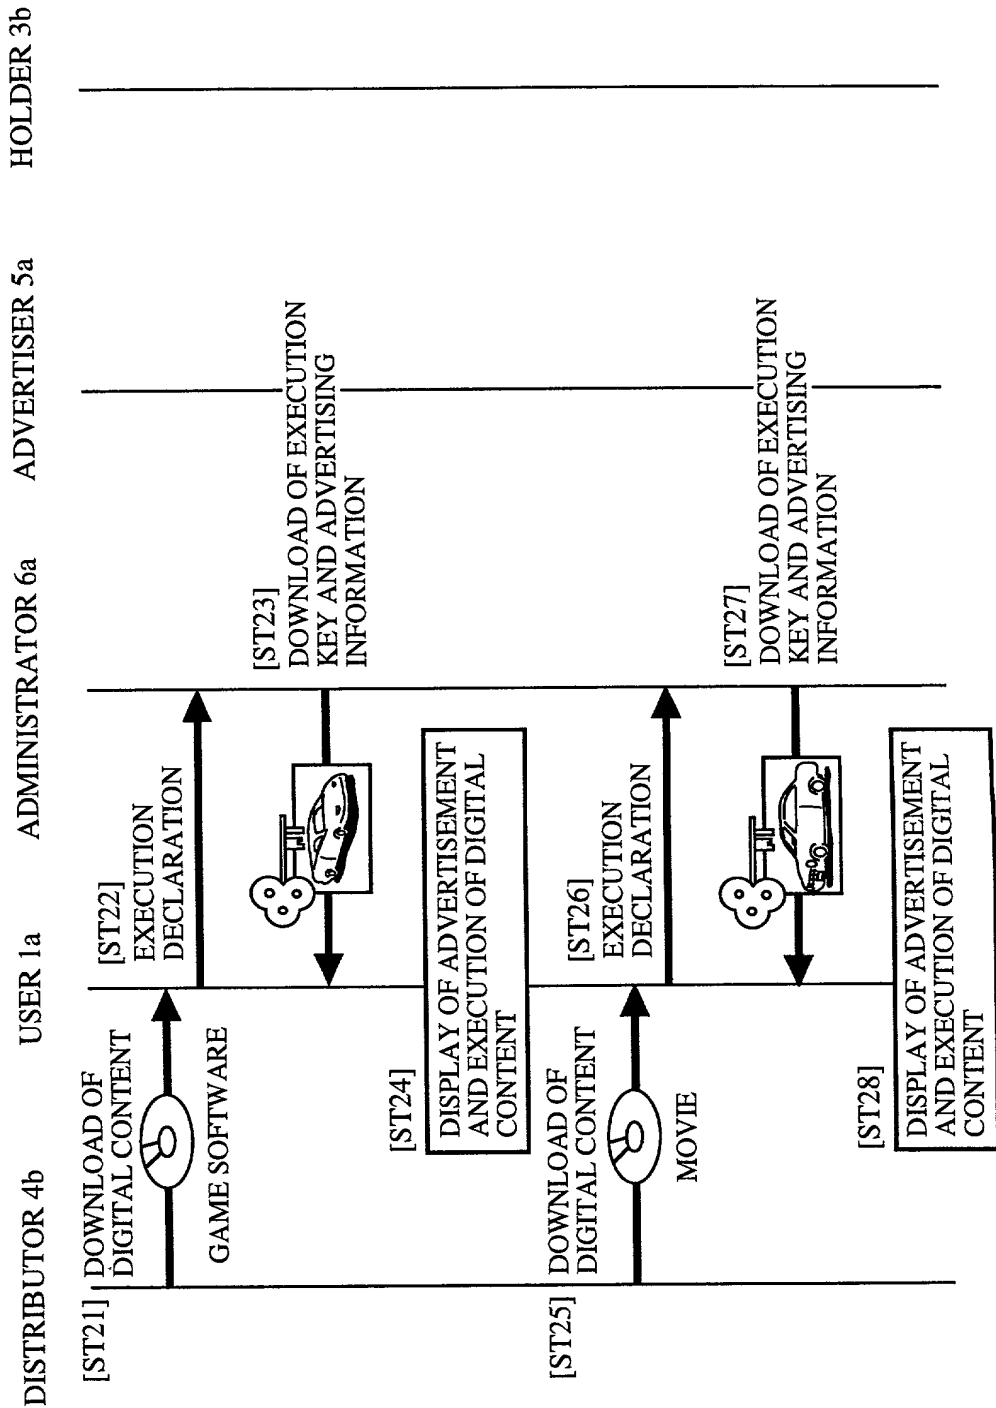 DISTRIBUTOR 4b
USER 1a
ADMINISTRATOR 6a
ADVERTISER 5a
HOLDER 3b
[ST21]
DOWNLOAD OF
DIGITAL CONTENT
GAME SOFTWARE
[ST22]
EXECUTION
DECLARATION
[ST23]
DOWNLOAD OF EXECUTION
KEY AND ADVERTISING
INFORMATION
[ST24]
DISPLAY OF ADVERTISEMENT
AND EXECUTION OF DIGITAL
CONTENT
[ST25]
DOWNLOAD OF
DIGITAL CONTENT
MOVIE
[ST26]
EXECUTION
DECLARATION
[ST27]
DOWNLOAD OF EXECUTION
KEY AND ADVERTISING
INFORMATION
[ST28]
DISPLAY OF ADVERTISEMENT
AND EXECUTION OF DIGITAL
CONTENT